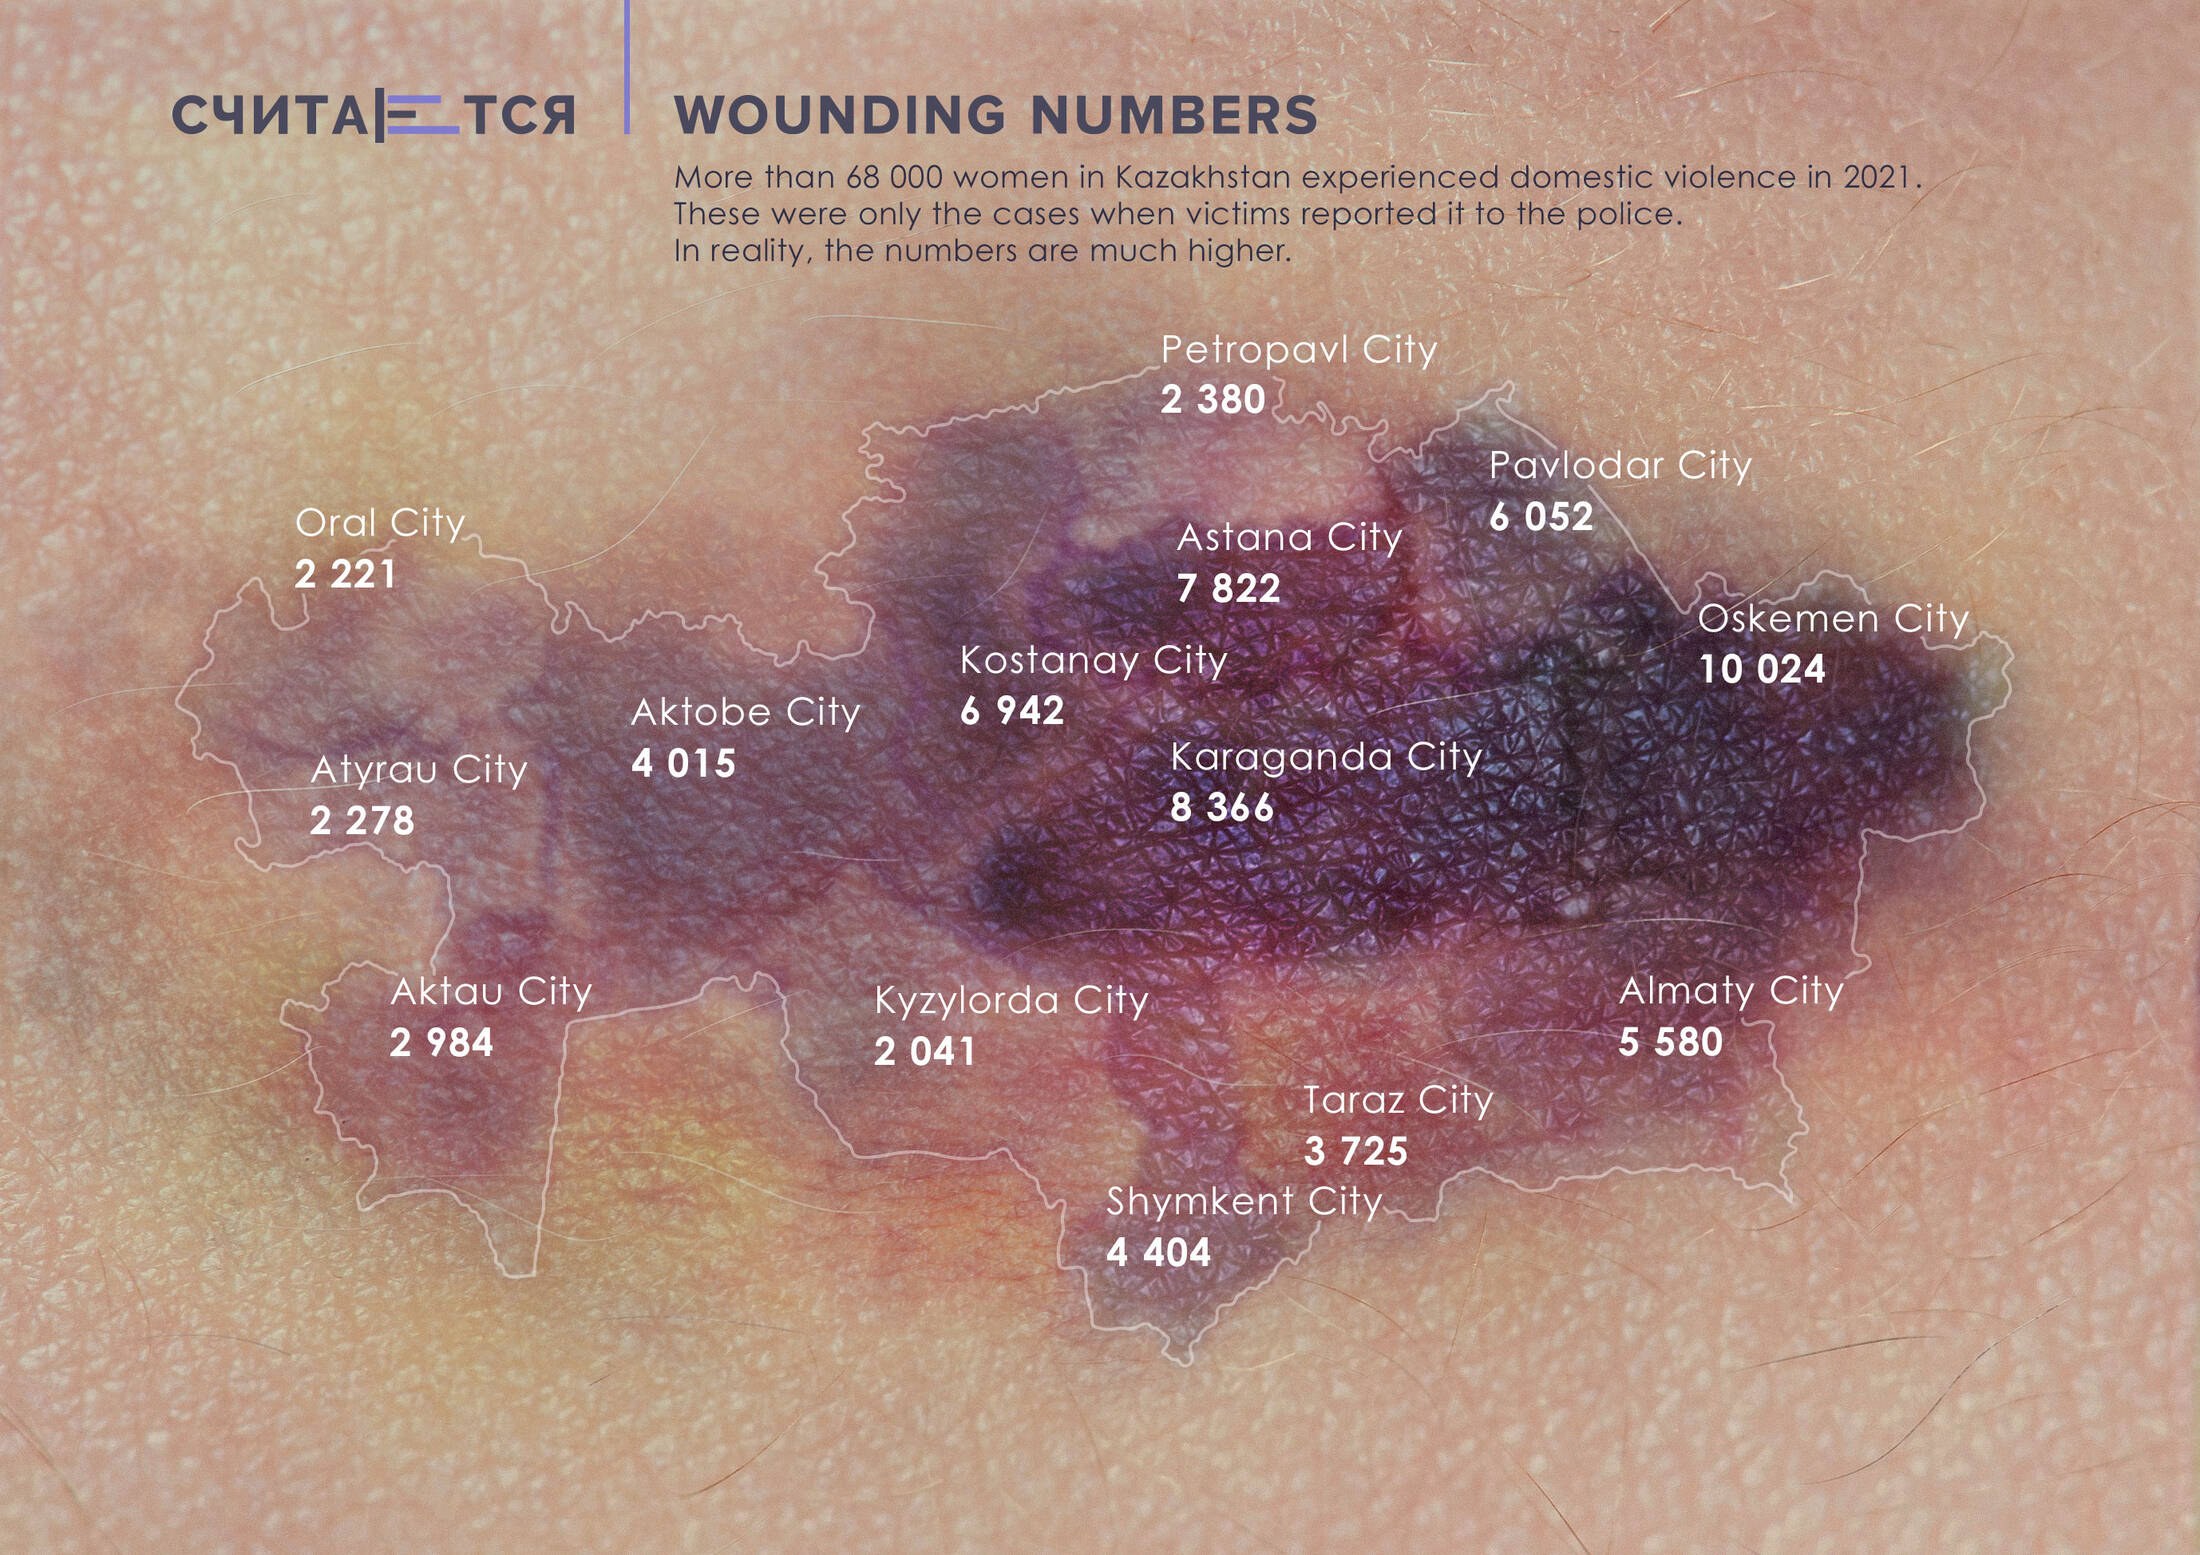 СЧИТАЕТСЯ
WOUNDING NUMBERS
More than 68 000 women in Kazakhstan experienced domestic violence in 2021.
These were only the cases when victims reported it to the police.
In reality, the numbers are much higher.
Petropavl City
2 380
Pavlodar City
6 052
Oral City
2 221
Astana City
7 822
Oskemen City
10 024
Kostanay City
6 942
Aktobe City
4 015
Karaganda City
8 366
Atyrau City
2 278
Aktau City
2 984
Kyzylorda City
2 041
Almaty City
5 580
Taraz City
3 725
Shymkent City
4 404